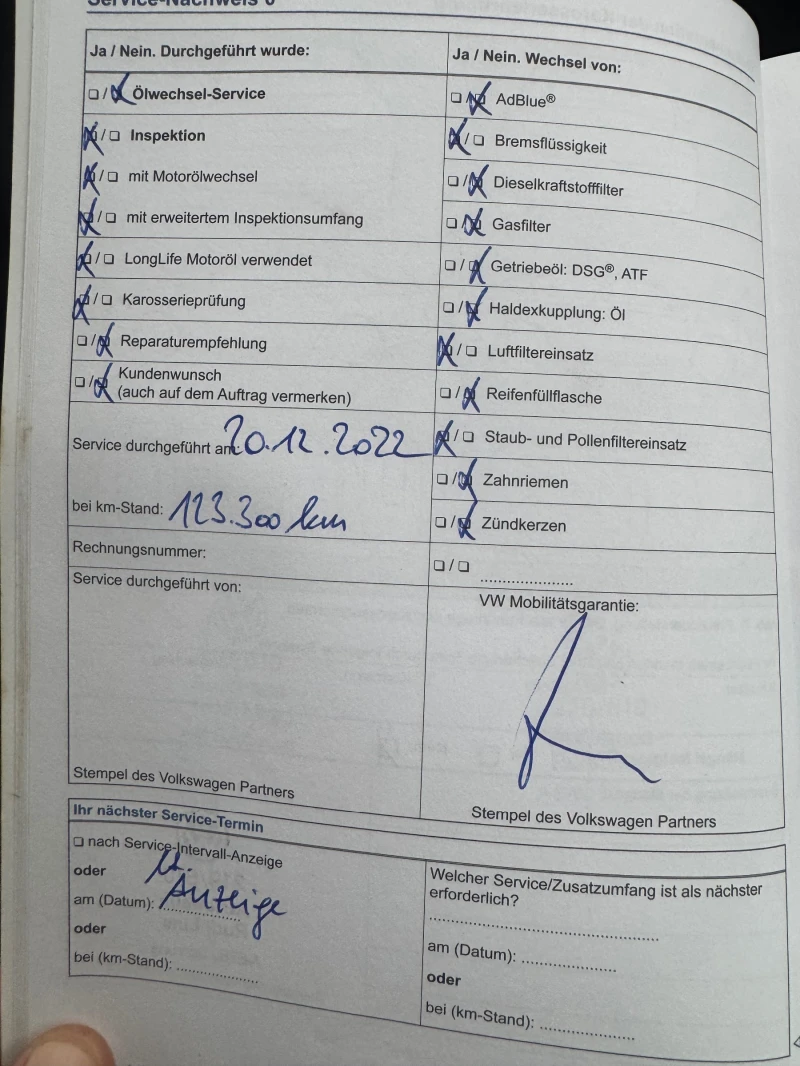 Service-Nachweis 6
Ja / Nein. Durchgeführt wurde:
☐ / ☒ Ölwechsel-Service
☒ / ☐ Inspektion
☒ / ☐ mit Motorölwechsel
☒ / ☐ mit erweitertem Inspektionsumfang
☒ / ☐ LongLife Motoröl verwendet
☒ / ☐ Karosserieprüfung
☐ / ☒ Reparaturempfehlung
☐ / ☒ Kundenwunsch
(auch auf dem Auftrag vermerken)
Service durchgeführt am: 20.12.2022
bei km-Stand: 123.300 km
Rechnungsnummer:
Service durchgeführt von:
Stempel des Volkswagen Partners
Ja / Nein. Wechsel von:
☐ / ☒ AdBlue®
☒ / ☐ Bremsflüssigkeit
☐ / ☒ Dieselkraftstofffilter
☐ / ☒ Gasfilter
☐ / ☒ Getriebeöl: DSG®, ATF
☐ / ☒ Haldexkupplung: Öl
☒ / ☐ Luftfiltereinsatz
☐ / ☒ Reifenfüllflasche
☒ / ☐ Staub- und Pollenfiltereinsatz
☐ / ☒ Zahnriemen
☐ / ☒ Zündkerzen
☐ / ☐ ......................
VW Mobilitätsgarantie:
Stempel des Volkswagen Partners
Ihr nächster Service-Termin
☐ nach Service-Intervall-Anzeige
oder
am (Datum): Anzeige
oder
bei (km-Stand): ...................
Welcher Service/Zusatzumfang ist als nächster
erforderlich?
am (Datum): ......................
oder
bei (km-Stand): ......................